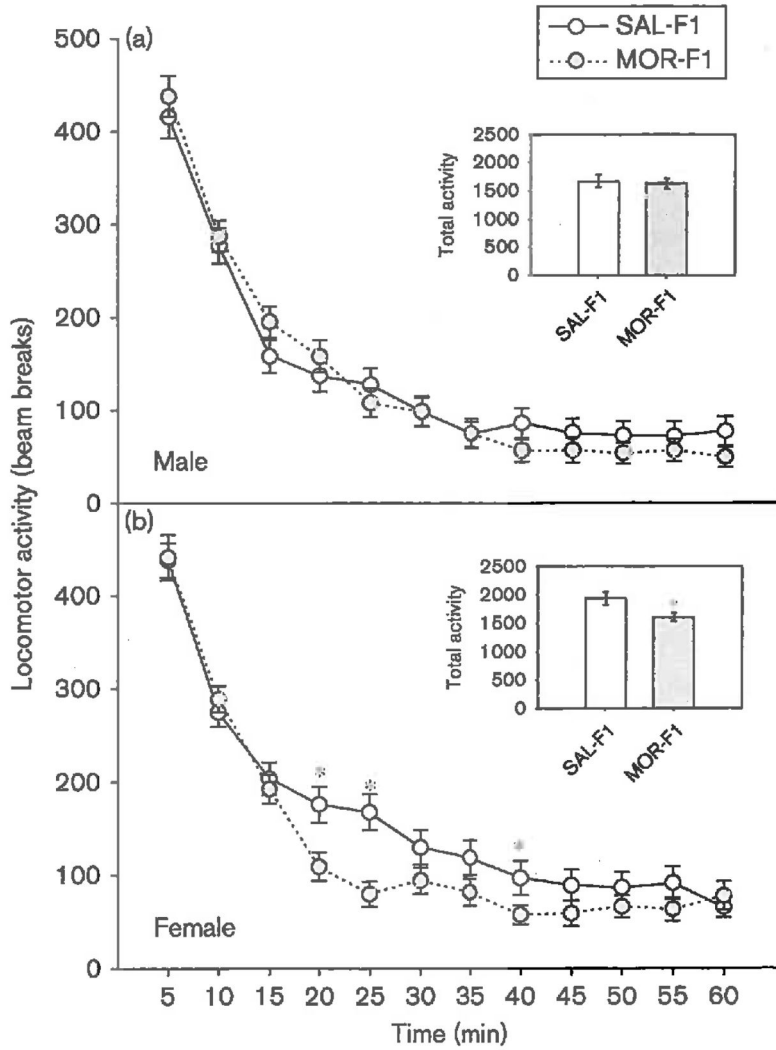 SAL-F1
MOR-F1
(a)
500
400
300
200
100
0
Male
2500
2000
1500
1000
500
0
Total activity
SAL-F1
MOR-F1
Locomotor activity (beam breaks)
(b)
400
300
200
100
0
Female
2500
2000
1500
1000
500
0
Total activity
*
SAL-F1
MOR-F1
* * *
5 10 15 20 25 30 35 40 45 50 55 60
Time (min)